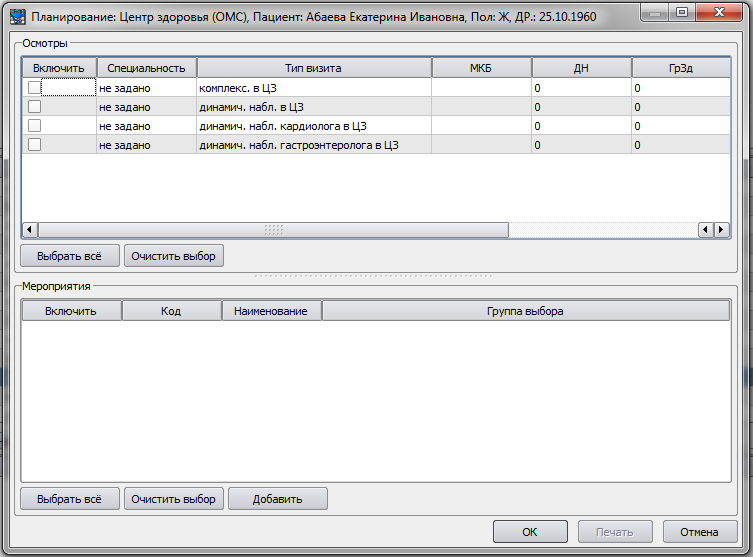 Планирование: Центр здоровья (ОМС), Пациент: Абаева Екатерина Ивановна, Пол: Ж, ДР.: 25.10.1960
Осмотры
Включить Специальность Тип визита МКБ ДН ГрЗд
не задано комплекс. в ЦЗ 0 0
не задано динамич. набл. в ЦЗ 0 0
не задано динамич. набл. кардиолога в ЦЗ 0 0
не задано динамич. набл. гастроэнтеролога в ЦЗ 0 0
Выбрать всё Очистить выбор
Мероприятия
Включить Код Наименование Группа выбора
Выбрать всё Очистить выбор Добавить
ОК Печать Отмена